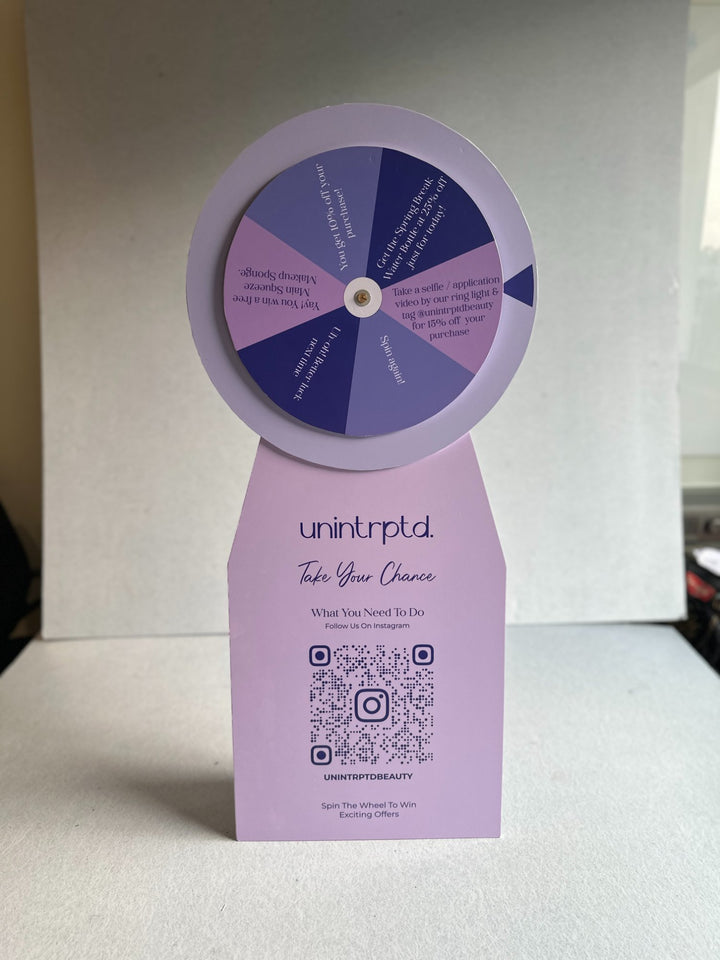 You get 10% off your
purchase!
Get the Spring Break
Water Bottle at 25% off
just for today!
Take a selfie / application
video by our ring light &
tag @unintrptdbeauty
for 15% off your
purchase
Spin again!
Uh-oh! Better luck
next time
Yay! You win a free
Main Squeeze
Makeup Sponge.
unintrptd.
Take Your Chance
What You Need To Do
Follow Us On Instagram
UNINTRPTDBEAUTY
Spin The Wheel To Win
Exciting Offers